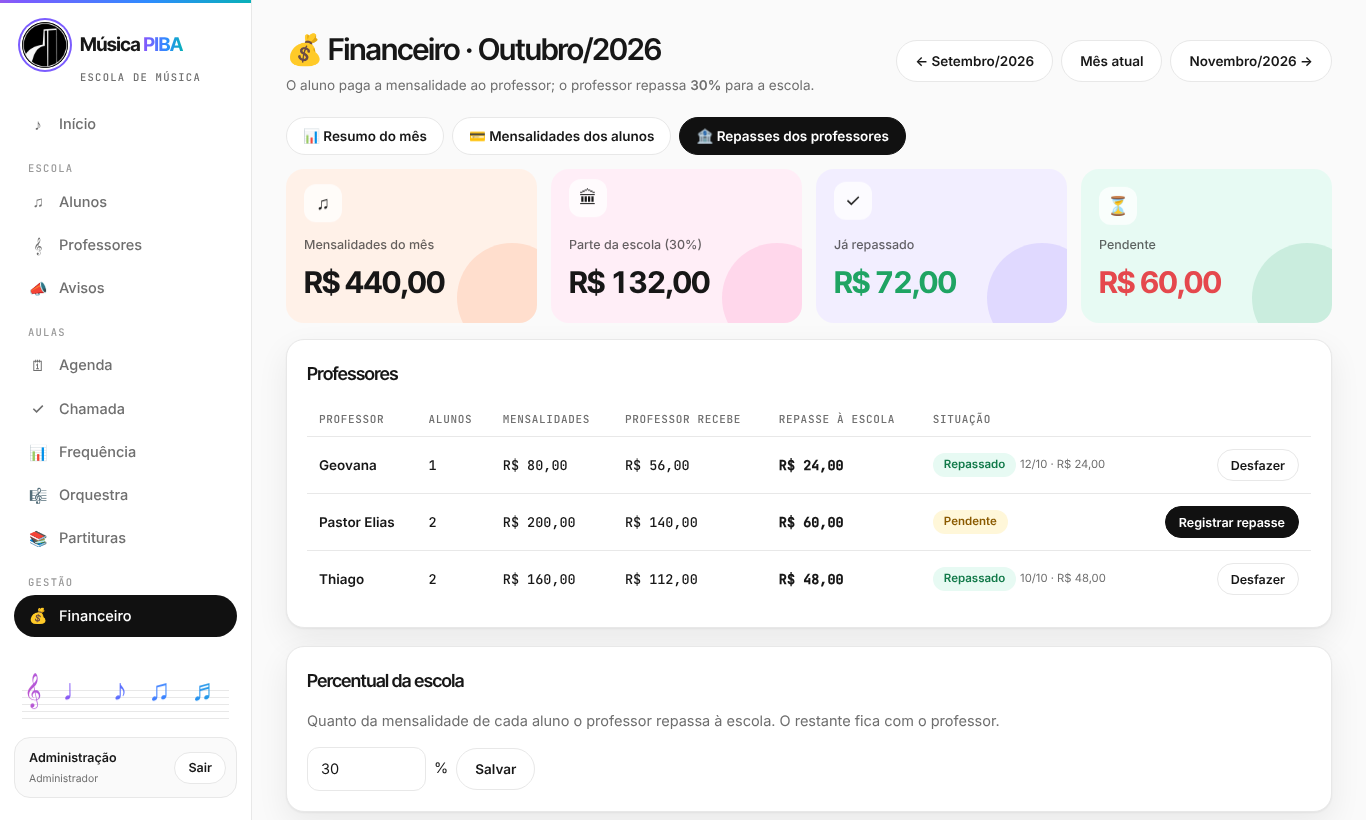 Música PIBA
ESCOLA DE MÚSICA
Início
ESCOLA
Alunos
Professores
Avisos
AULAS
Agenda
Chamada
Frequência
Orquestra
Partituras
GESTÃO
Financeiro
Administração
Administrador
Sair
Financeiro · Outubro/2026
O aluno paga a mensalidade ao professor; o professor repassa 30% para a escola.
← Setembro/2026
Mês atual
Novembro/2026 →
Resumo do mês
Mensalidades dos alunos
Repasses dos professores
Mensalidades do mês
R$ 440,00
Parte da escola (30%)
R$ 132,00
Já repassado
R$ 72,00
Pendente
R$ 60,00
Professores
PROFESSOR ALUNOS MENSALIDADES PROFESSOR RECEBE REPASSE À ESCOLA SITUAÇÃO
Geovana 1 R$ 80,00 R$ 56,00 R$ 24,00 Repassado 12/10 · R$ 24,00 Desfazer
Pastor Elias 2 R$ 200,00 R$ 140,00 R$ 60,00 Pendente Registrar repasse
Thiago 2 R$ 160,00 R$ 112,00 R$ 48,00 Repassado 10/10 · R$ 48,00 Desfazer
Percentual da escola
Quanto da mensalidade de cada aluno o professor repassa à escola. O restante fica com o professor.
30 % Salvar